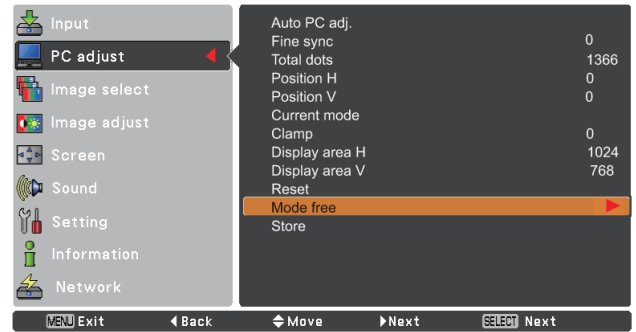 Input
PC adjust
Image select
Image adjust
Screen
Sound
Setting
Information
Network
Auto PC adj.
Fine sync 0
Total dots 1366
Position H 0
Position V 0
Current mode
Clamp 0
Display area H 1024
Display area V 768
Reset
Mode free
Store
MENU Exit Back Move Next SELECT Next